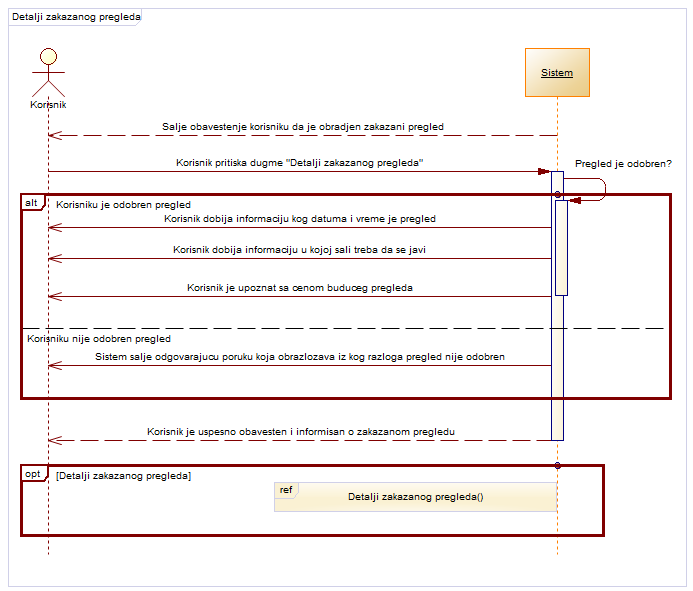 Detalji zakazanog pregleda
Korisnik
Sistem
Salje obavestenje korisniku da je obradjen zakazani pregled
Korisnik pritiska dugme "Detalji zakazanog pregleda"
Pregled je odobren?
alt
Korisniku je odobren pregled
Korisnik dobija informaciju kog datuma i vreme je pregled
Korisnik dobija informaciju u kojoj sali treba da se javi
Korisnik je upoznat sa cenom buduceg pregleda
Korisniku nije odobren pregled
Sistem salje odgovarajucu poruku koja obrazlozava iz kog razloga pregled nije odobren
Korisnik je uspesno obavesten i informisan o zakazanom pregledu
opt
[Detalji zakazanog pregleda]
ref
Detalji zakazanog pregleda()